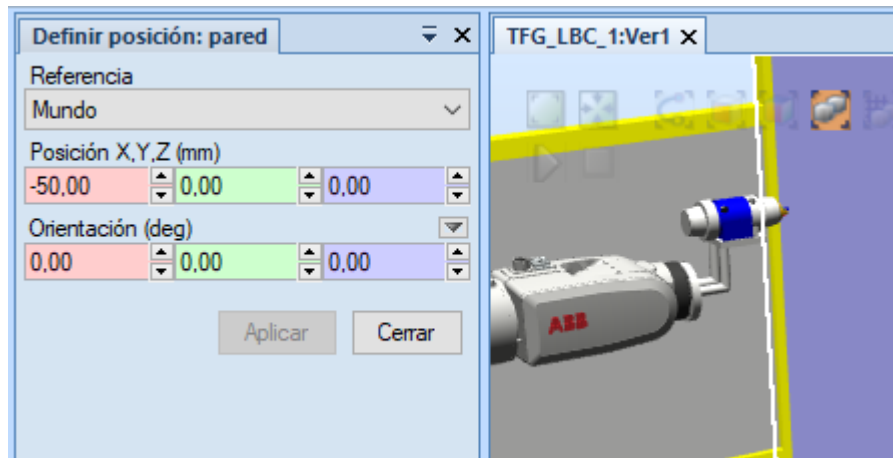 Definir posición: pared
Referencia
Mundo
Posición X,Y,Z (mm)
-50,00 0,00 0,00
Orientación (deg)
0,00 0,00 0,00
Aplicar Cerrar
TFG_LBC_1:Ver1
ABB